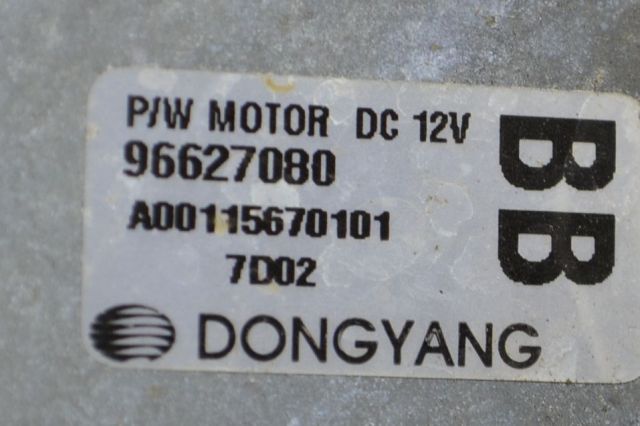 P/W MOTOR DC 12V
96627080
A00115670101
7D02
DONGYANG
BB